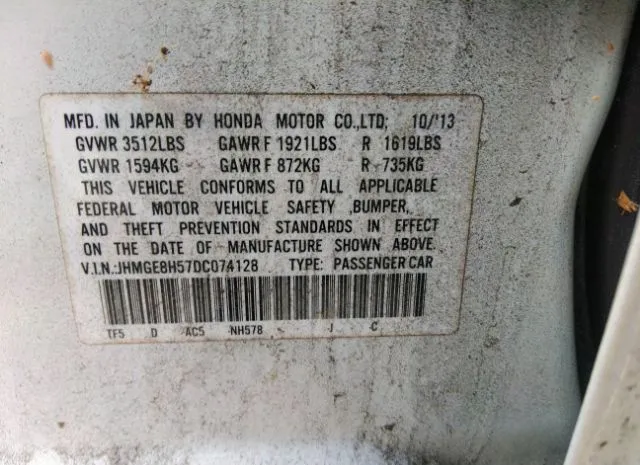 MFD. IN JAPAN BY HONDA MOTOR CO.,LTD; 10/'13
GVWR 3512LBS GAWR F 1921LBS R 1619LBS
GVWR 1594KG GAWR F 872KG R 735KG
THIS VEHICLE CONFORMS TO ALL APPLICABLE
FEDERAL MOTOR VEHICLE SAFETY ,BUMPER,
AND THEFT PREVENTION STANDARDS IN EFFECT
ON THE DATE OF MANUFACTURE SHOWN ABOVE.
V.I.N.:JHMGE8H57DC074128 TYPE: PASSENGER CAR
TF5 D AC5 NH578 J C